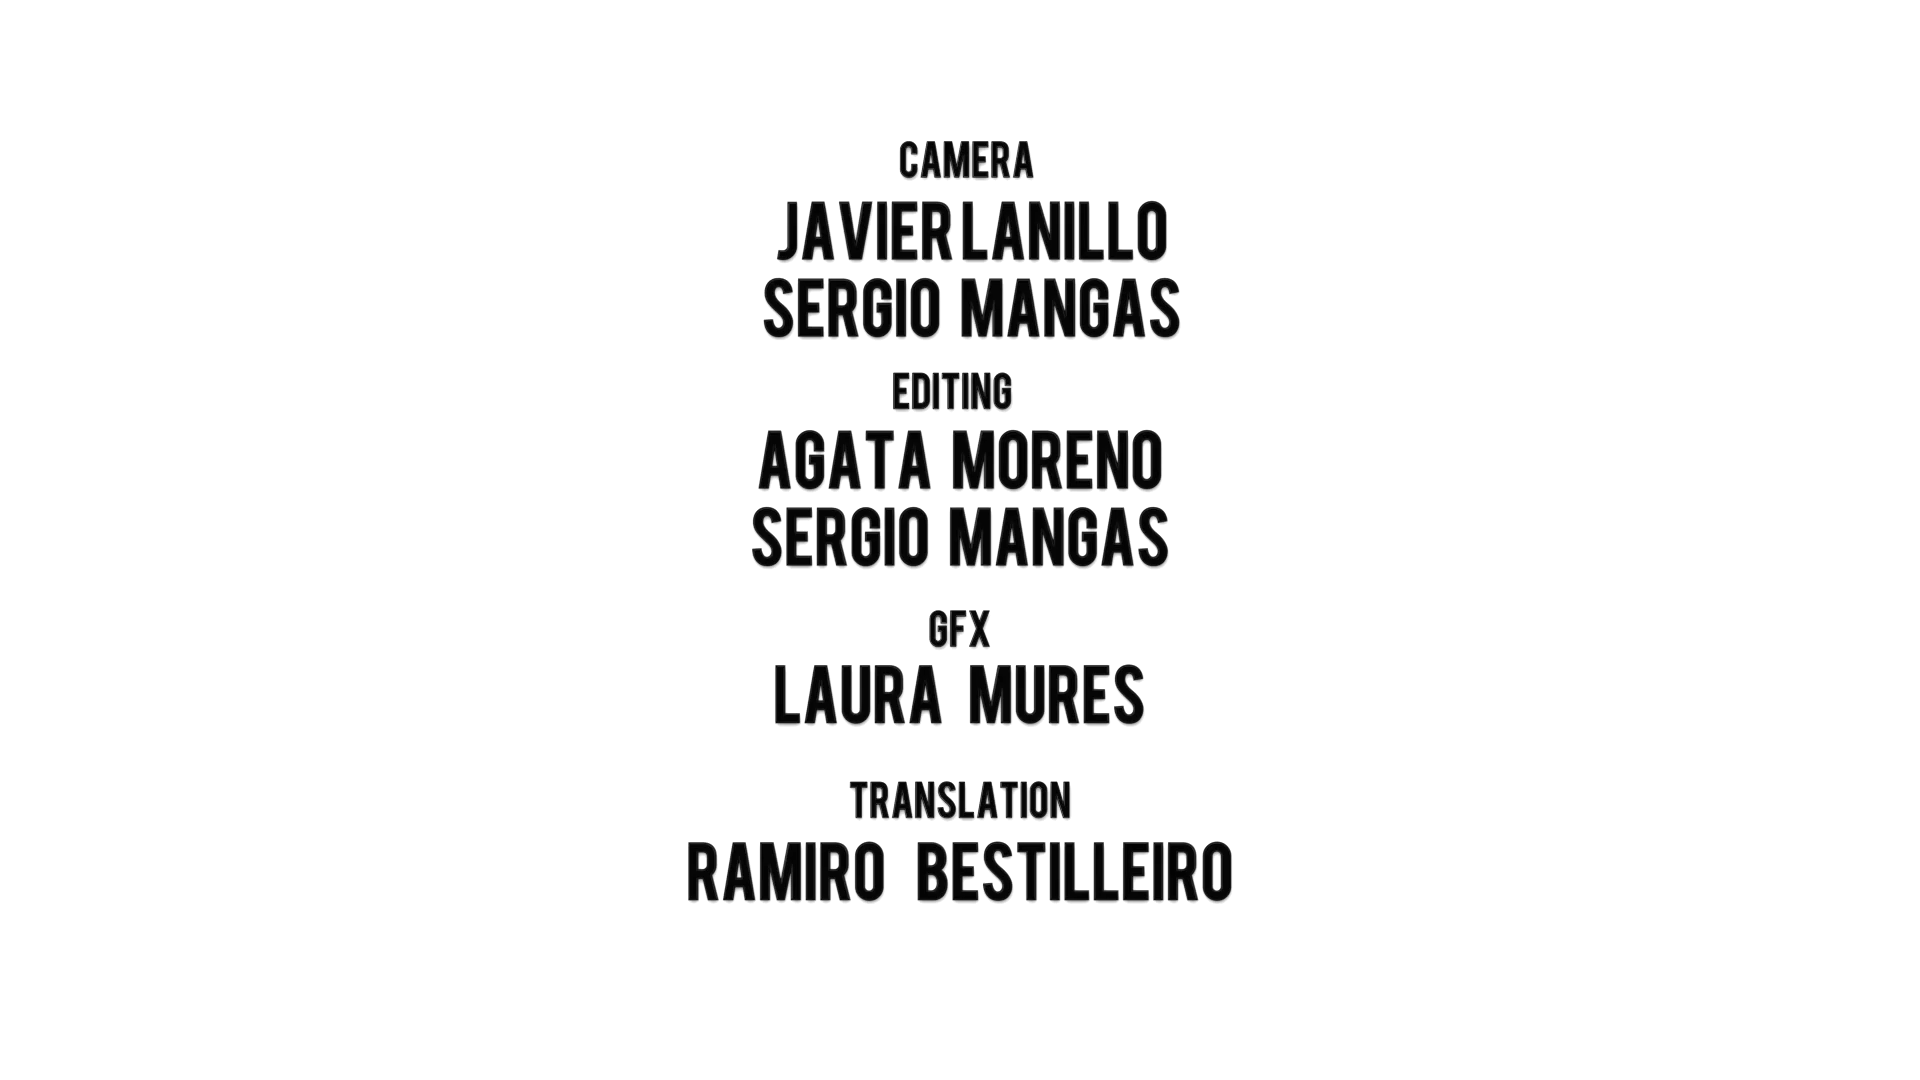 CAMERA
JAVIER LANILLO
SERGIO MANGAS
EDITING
AGATA MORENO
SERGIO MANGAS
GFX
LAURA MURES
TRANSLATION
RAMIRO BESTILLEIRO